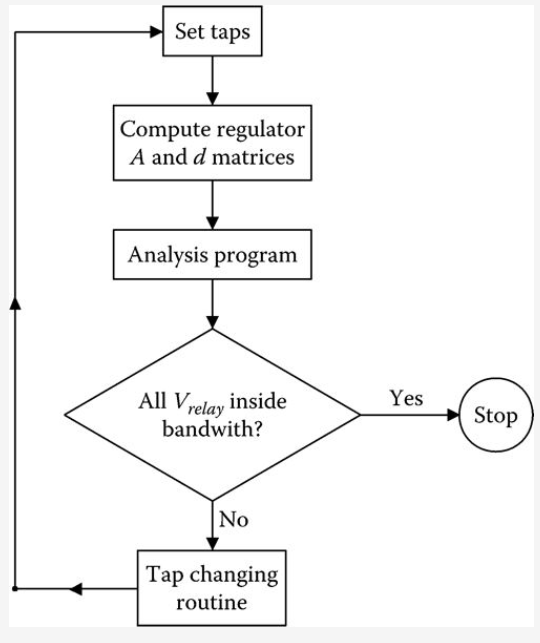 Set taps
Compute regulator
A and d matrices
Analysis program
All Vrelay inside
bandwith?
Yes
Stop
No
Tap changing
routine